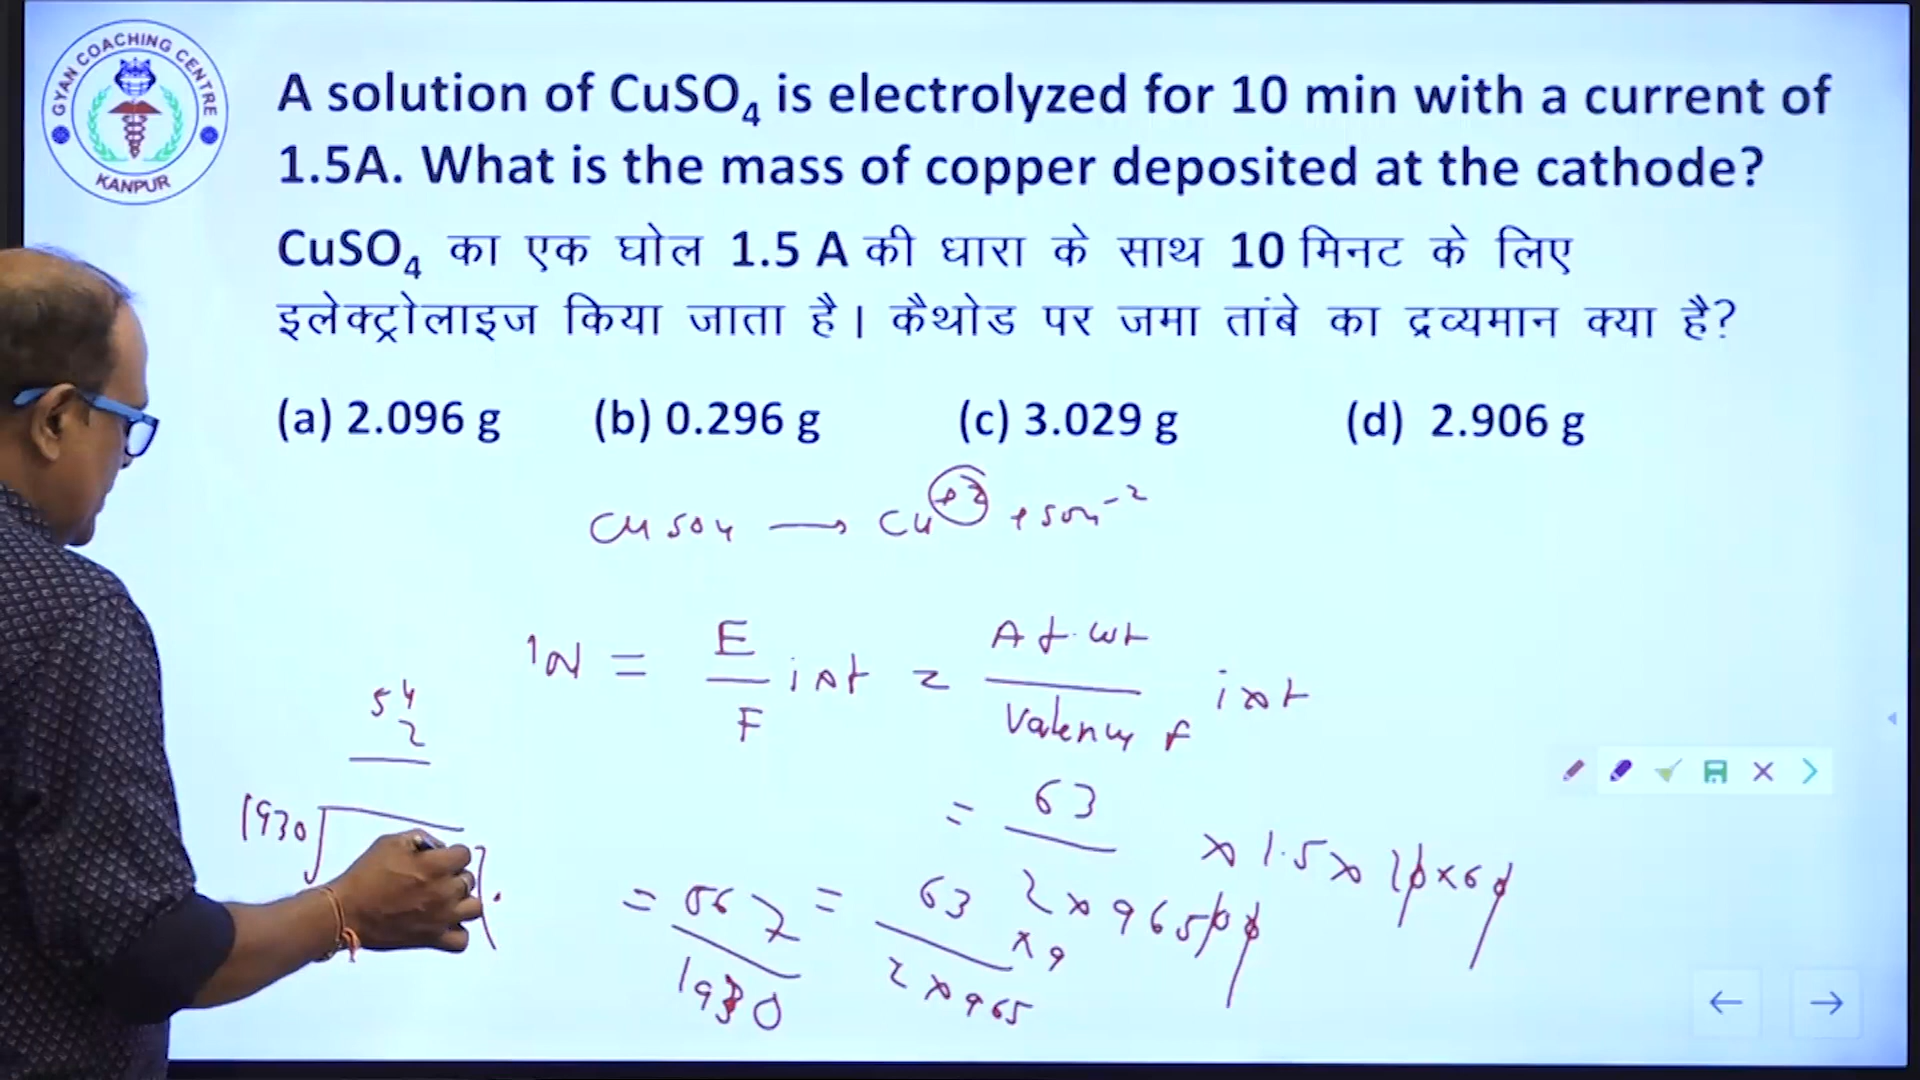 GYAN COACHING CENTRE
KANPUR
A solution of CuSO₄ is electrolyzed for 10 min with a current of
1.5A. What is the mass of copper deposited at the cathode?
CuSO₄ का एक घोल 1.5 A की धारा के साथ 10 मिनट के लिए
इलेक्ट्रोलाइज किया जाता है। कैथोड पर जमा तांबे का द्रव्यमान क्या है?
(a) 2.096 g (b) 0.296 g (c) 3.029 g (d) 2.906 g
CuSO4 → Cu+2 + SO4-2
W = E/F i×t = At. wt / Valency F i×t
54
2
= 63 / 2×96500 × 1.5 × 10 × 60
1930
= 567/1930 = 63×9 / 2×965